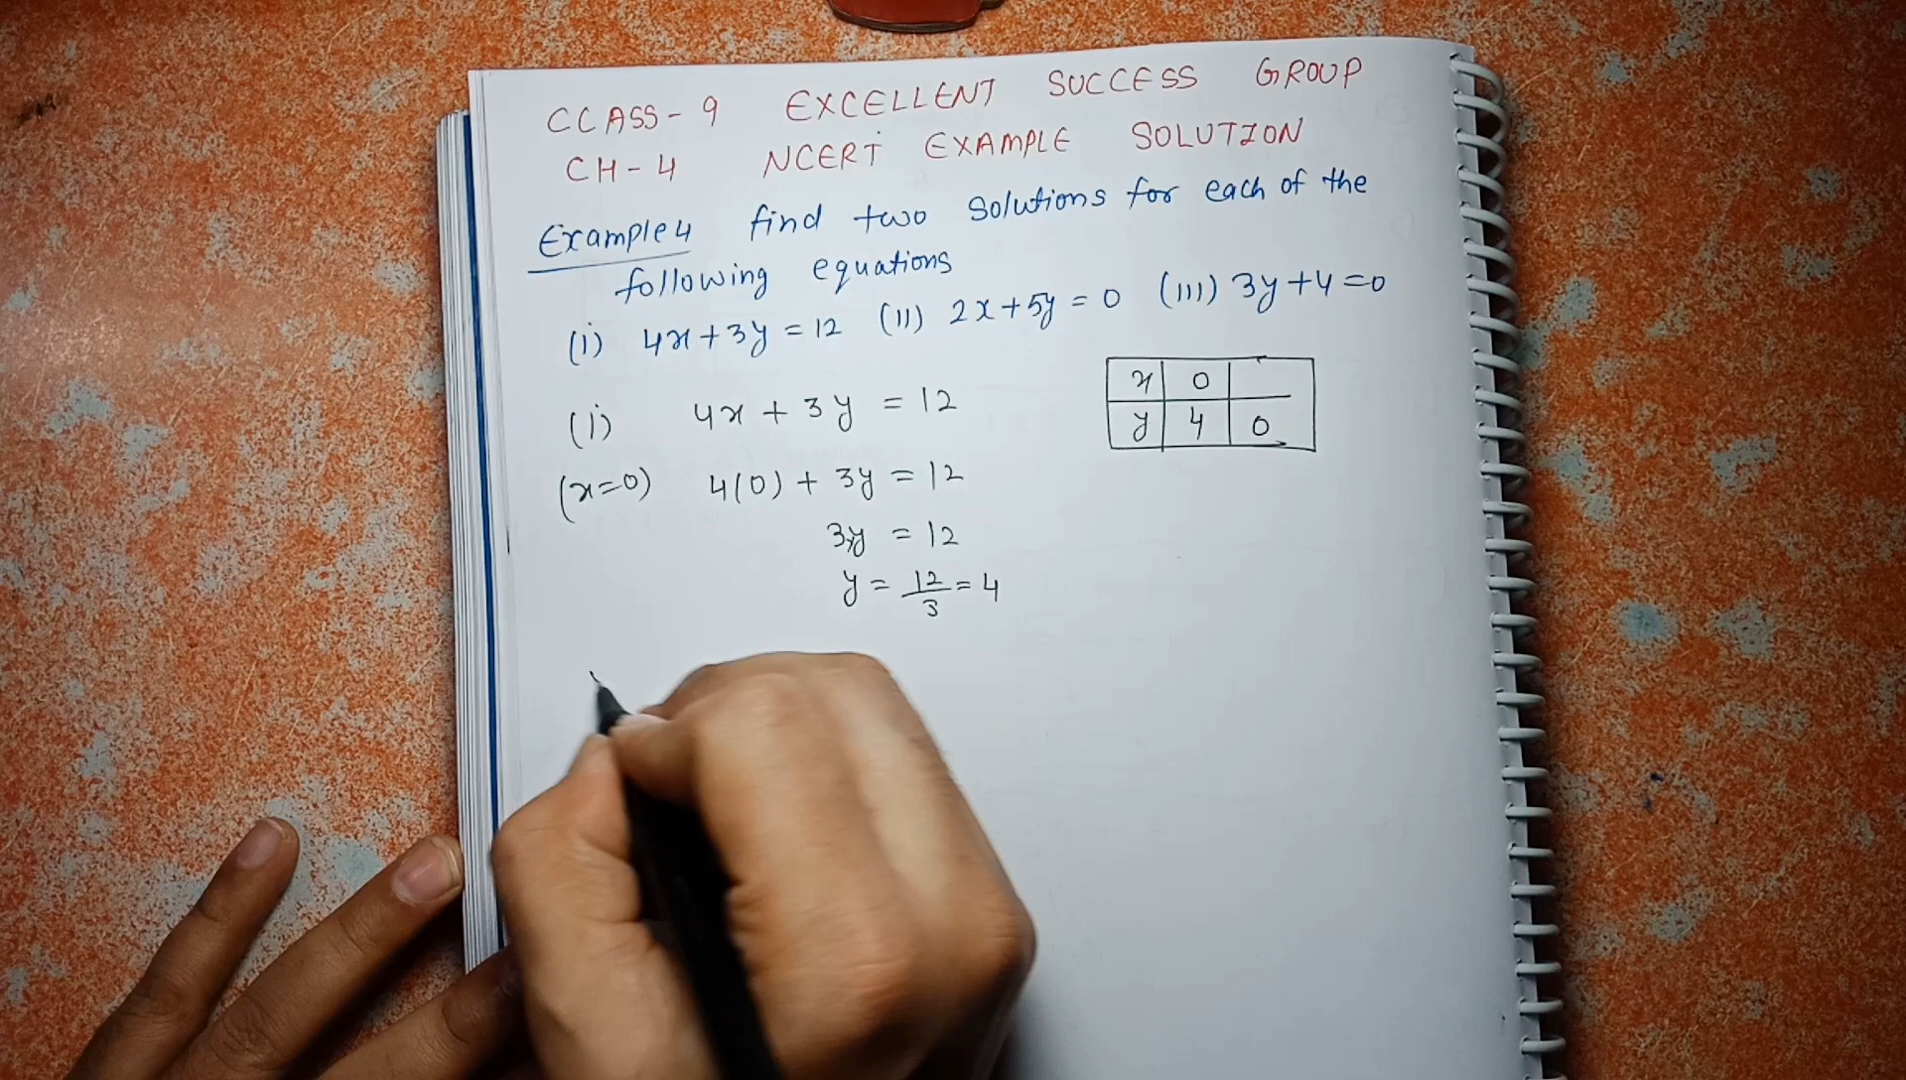 CCASS - 9 EXCELLENT SUCCESS GROUP
CH - 4 NCERT EXAMPLE SOLUTION
Example 4 find two solutions for each of the
following equations
(i) 4x + 3y = 12 (ii) 2x + 5y = 0 (iii) 3y + 4 = 0
(i) 4x + 3y = 12
x 0
y 4 0
(x=0) 4(0) + 3y = 12
3y = 12
y = 12/3 = 4